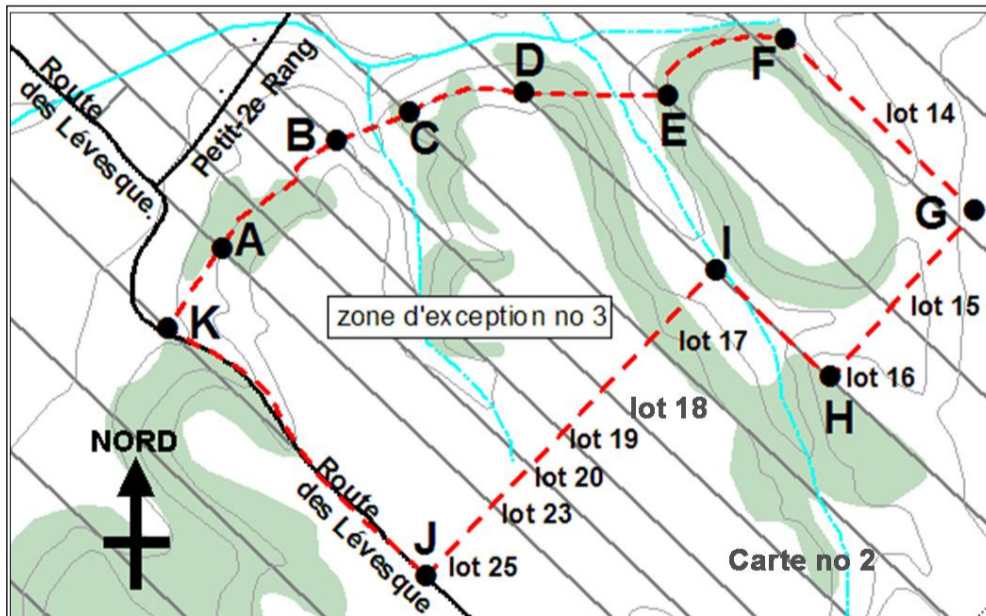 Route
des Lévesque
Petit-2e Rang
A
B
C
D
E
F
lot 14
G
I
lot 15
K
zone d'exception no 3
lot 17
lot 16
H
lot 18
lot 19
lot 20
lot 23
NORD
Route
des Lévesque
J
lot 25
Carte no 2